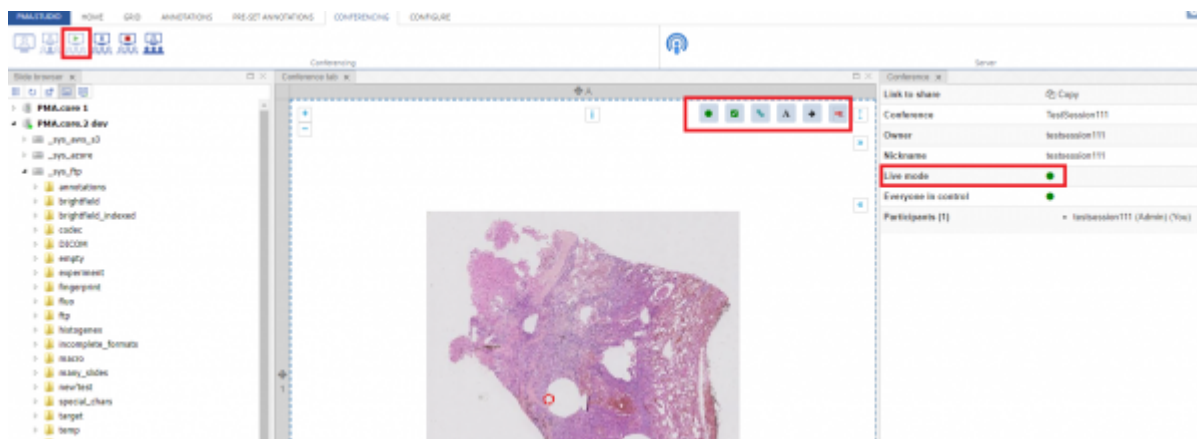 PMA.STUDIO HOME GRID ANNOTATIONS PRE-SET ANNOTATIONS CONFERENCING CONFIGURE
Conferencing Server
Slide browser Conference tab Conference
A
Link to share Copy
PMA.core 1
Conference TestSession111
PMA.core.2 dev
Owner testsession111
_sys_aws_s3
_sys_azure
Nickname testsession111
_sys_ftp
Live mode
annotations
brightfield
Everyone in control
brightfield_indexed
Participants (1) testsession111 (Admin) (You)
codec
DICOM
empty
experiment
fingerprint
fluo
ftp
histogenes
incomplete_formats
macro
many_slides
newTest
1
special_chars
target
temp